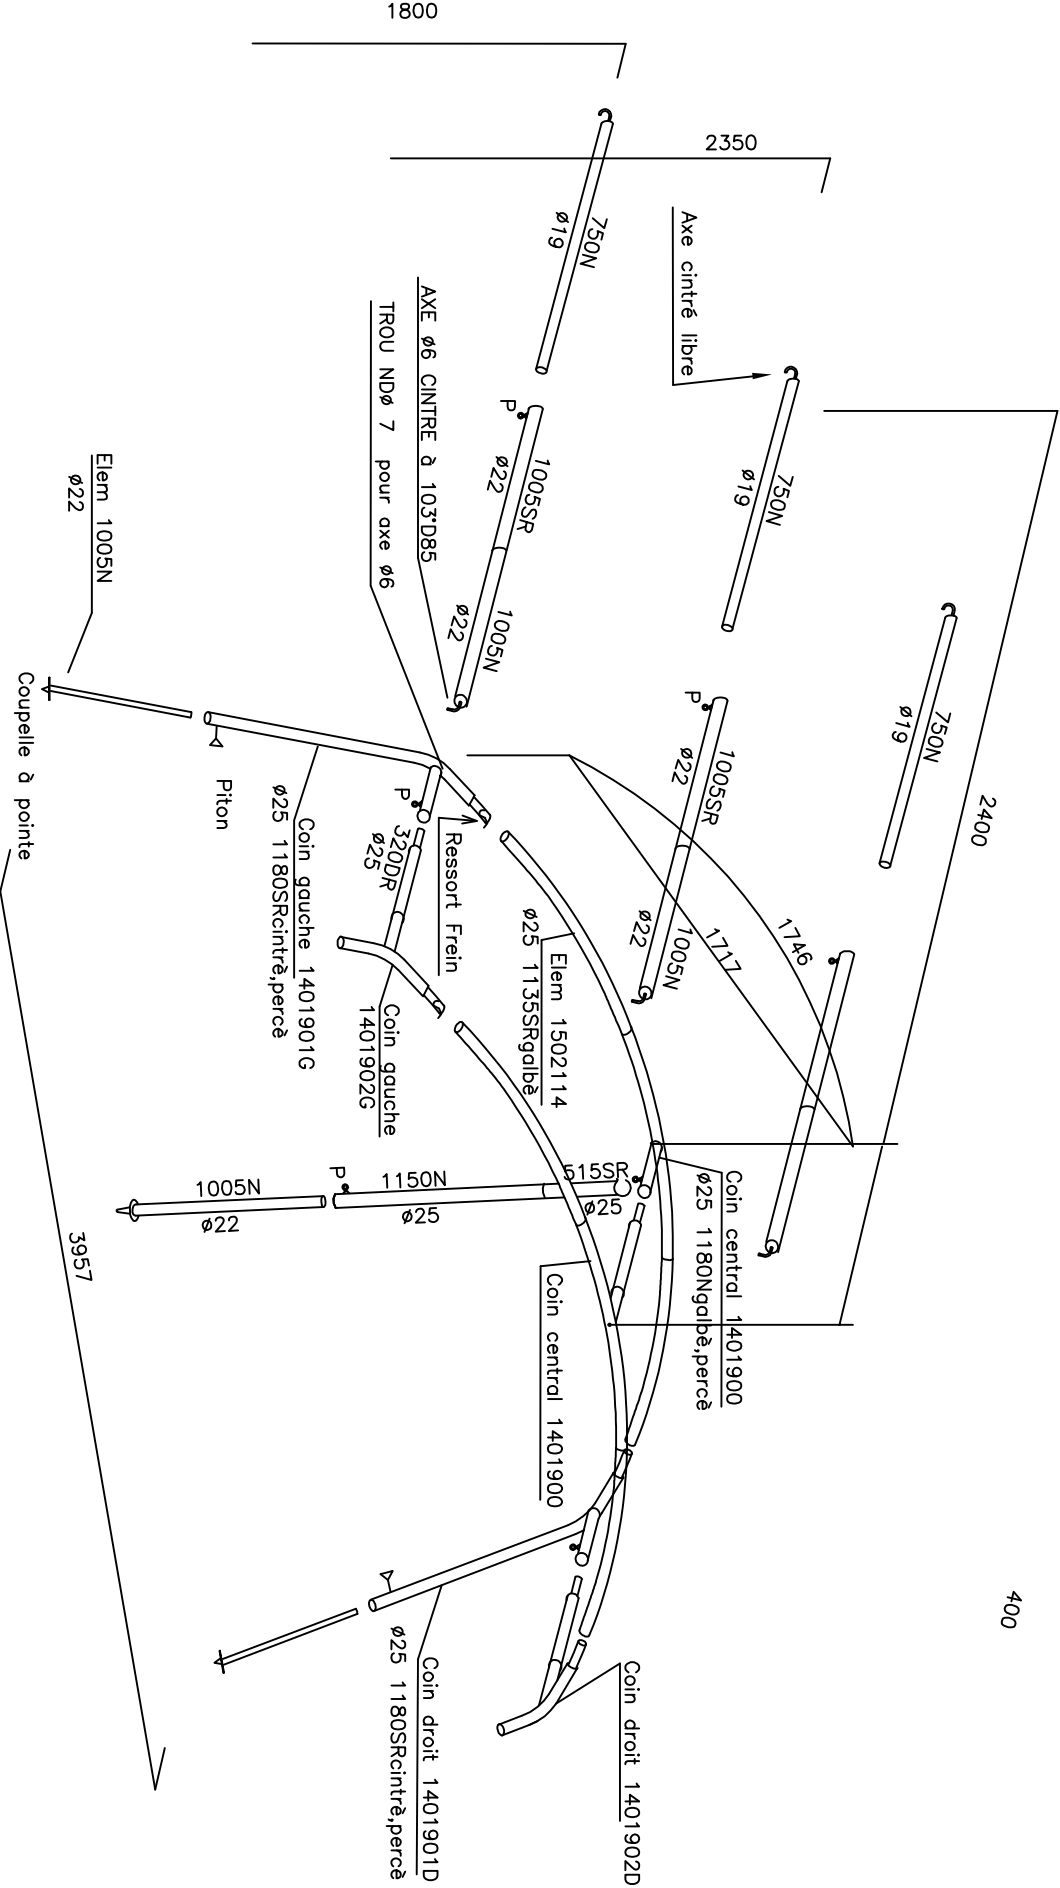 1800
2350
750N
ø19
Axe cintré libre
AXE ø6 CINTRE à 103°D85
TROU NDø 7 pour axe ø6
750N
ø19
P
1005SR
ø22
1005N
ø22
Elem 1005N
ø22
750N
ø19
2400
P
1005SR
ø22
1005N
ø22
1746
1717
Coupelle à pointe
Piton
P
320DR
ø25
Ressort Frein
Coin gauche 1401901G
ø25 1180SRcintrè,percè
Elem 1502114
ø25 1135SRgalbè
Coin gauche
1401902G
515SR
ø25
P
1150N
ø25
1005N
ø22
Coin central 1401900
ø25 1180Ngalbè,percè
Coin central 1401900
3957
400
Coin droit 1401902D
Coin droit 1401901D
ø25 1180SRcintrè,percè